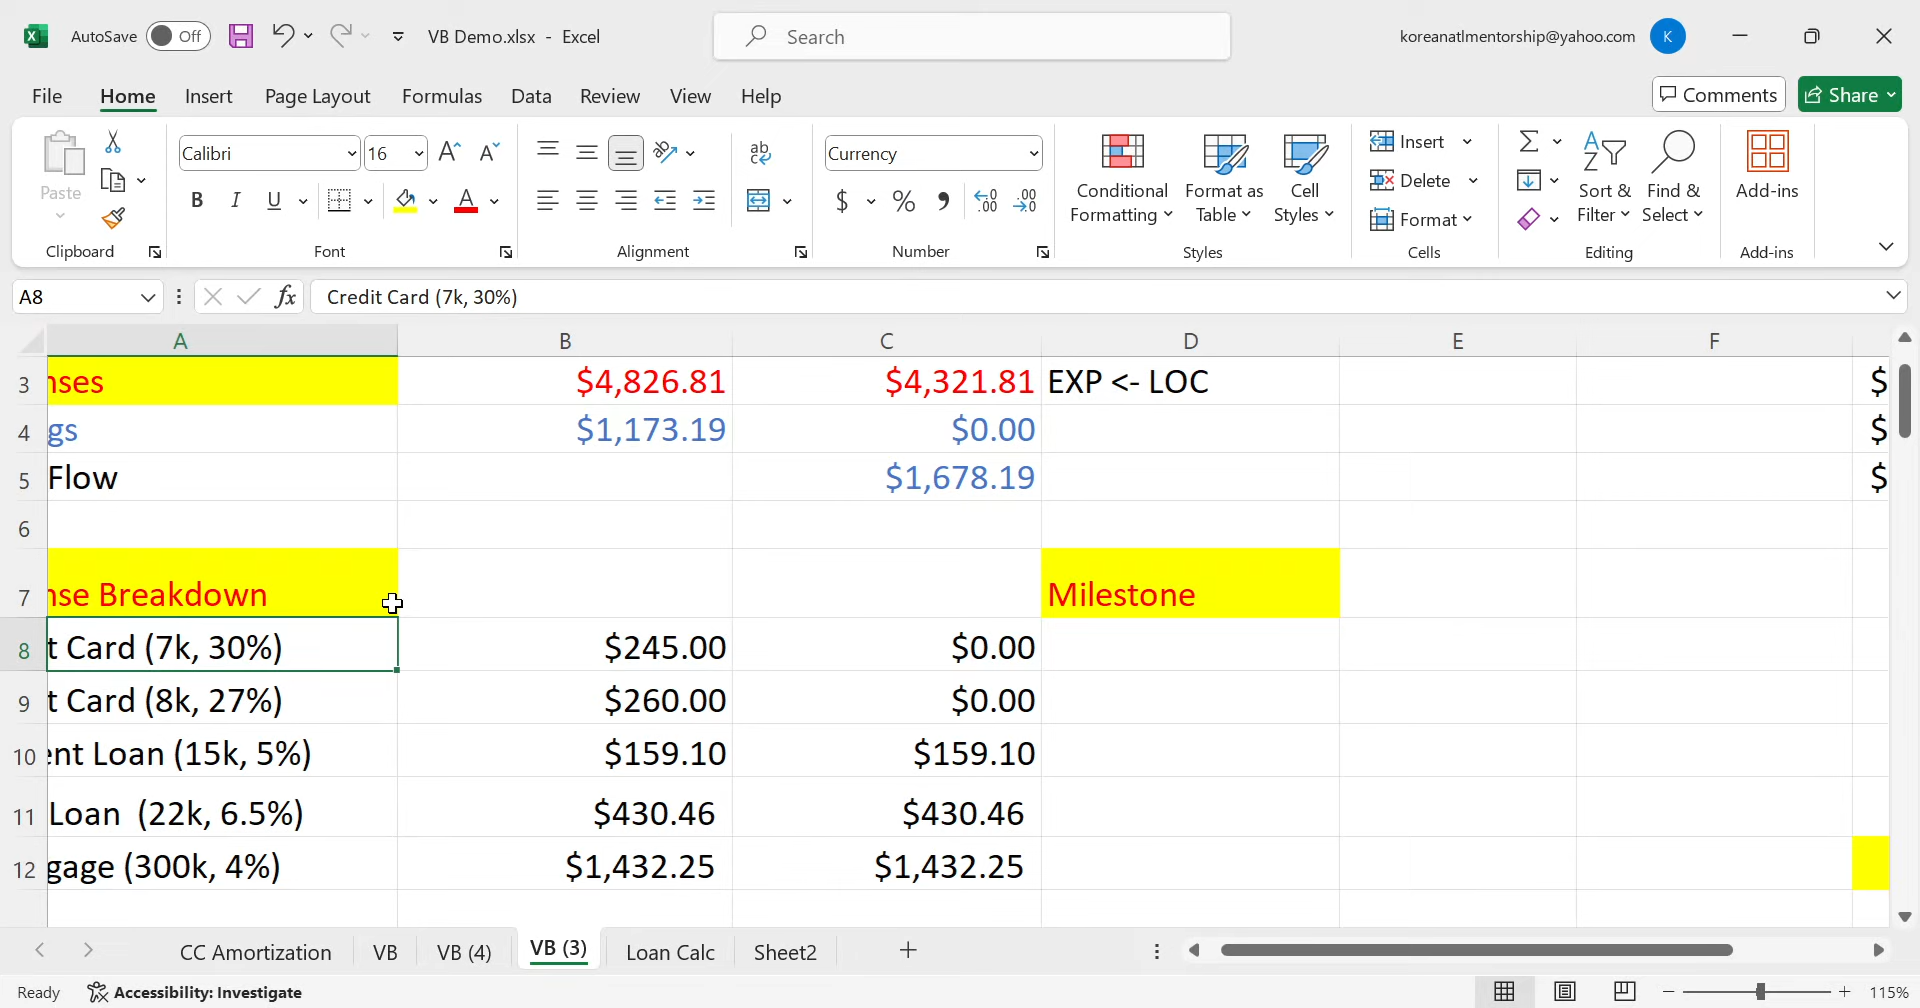 AutoSave Off VB Demo.xlsx - Excel Search koreanatlmentorship@yahoo.com K
File Home Insert Page Layout Formulas Data Review View Help Comments Share
Paste Calibri 16 Currency Conditional Formatting Format as Table Cell Styles Insert Delete Format Sort & Filter Find & Select Add-ins
Clipboard Font Alignment Number Styles Cells Editing Add-ins
A8 fx Credit Card (7k, 30%)
A B C D E F
3 nses $4,826.81 $4,321.81 EXP <- LOC $
4 gs $1,173.19 $0.00 $
5 Flow $1,678.19 $
6
7 nse Breakdown Milestone
8 t Card (7k, 30%) $245.00 $0.00
9 t Card (8k, 27%) $260.00 $0.00
10 ent Loan (15k, 5%) $159.10 $159.10
11 Loan (22k, 6.5%) $430.46 $430.46
12 gage (300k, 4%) $1,432.25 $1,432.25
CC Amortization VB VB (4) VB (3) Loan Calc Sheet2
Ready Accessibility: Investigate 115%